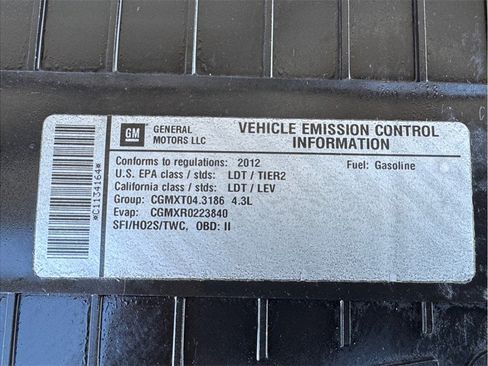 GM
GENERAL
MOTORS LLC
VEHICLE EMISSION CONTROL
INFORMATION
Conforms to regulations: 2012
Fuel: Gasoline
U.S. EPA class / stds: LDT / TIER2
California class / stds: LDT / LEV
Group: CGMXT04.3186 4.3L
Evap: CGMXR0223840
SFI/HO2S/TWC, OBD: II
*C1134164*